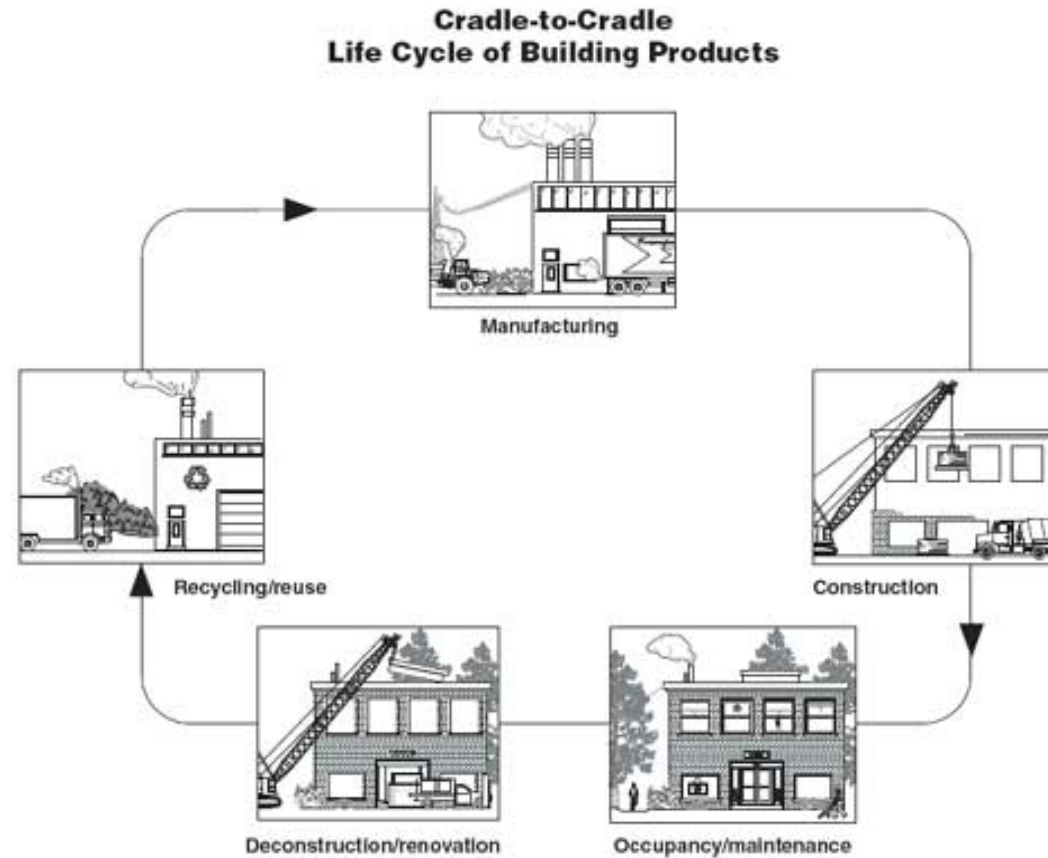 Cradle-to-Cradle
Life Cycle of Building Products
Manufacturing
Recycling/reuse
Construction
Deconstruction/renovation
Occupancy/maintenance